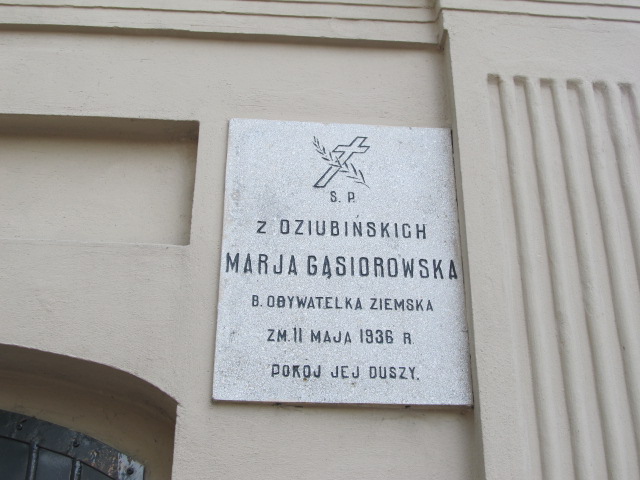 S. P.
Z DZIUBIŃSKICH
MARJA GĄSIOROWSKA
B. OBYWATELKA ZIEMSKA
ZM. 11 MAJA 1936 R.
POKÓJ JEJ DUSZY.